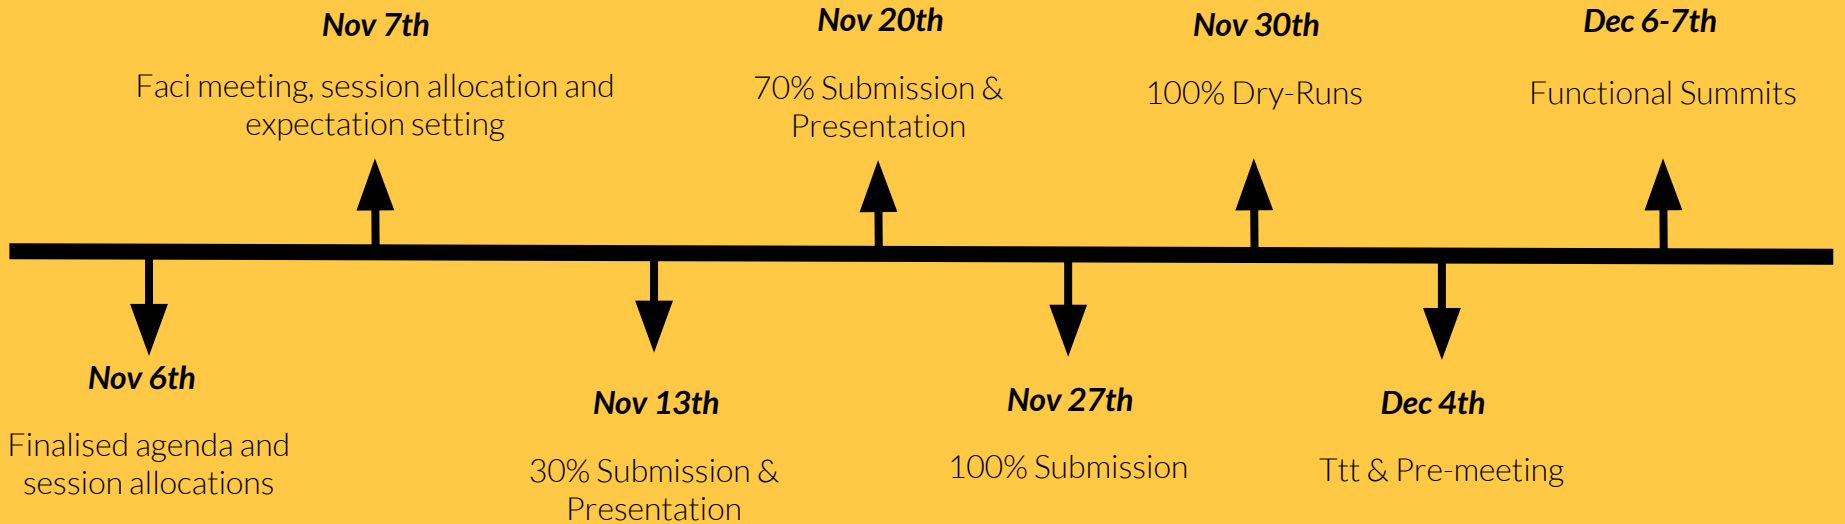 Nov 7th
Faci meeting, session allocation and
expectation setting
Nov 20th
70% Submission &
Presentation
Nov 30th
100% Dry-Runs
Dec 6-7th
Functional Summits
Nov 6th
Finalised agenda and
session allocations
Nov 13th
30% Submission &
Presentation
Nov 27th
100% Submission
Dec 4th
Ttt & Pre-meeting